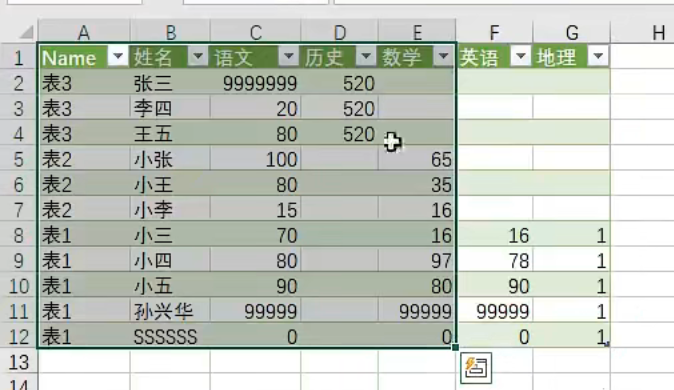 A B C D E F G H
1 Name 姓名 语文 历史 数学 英语 地理
2 表3 张三 9999999 520
3 表3 李四 20 520
4 表3 王五 80 520
5 表2 小张 100 65
6 表2 小王 80 35
7 表2 小李 15 16
8 表1 小三 70 16 16 1
9 表1 小四 80 97 78 1
10 表1 小五 90 80 90 1
11 表1 孙兴华 99999 99999 99999 1
12 表1 SSSSSS 0 0 0 1
13
14